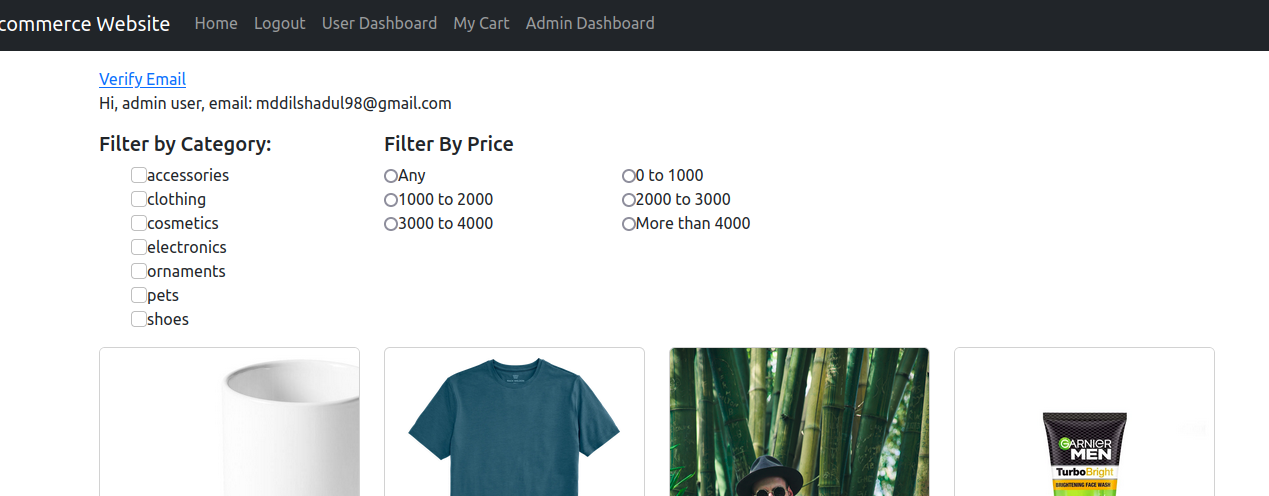 commerce Website Home Logout User Dashboard My Cart Admin Dashboard
Verify Email
Hi, admin user, email: mddilshadul98@gmail.com
Filter by Category:
accessories
clothing
cosmetics
electronics
ornaments
pets
shoes
Filter By Price
Any
0 to 1000
1000 to 2000
2000 to 3000
3000 to 4000
More than 4000
GARNIER
MEN
TurboBright
BRIGHTENING FACE WASH